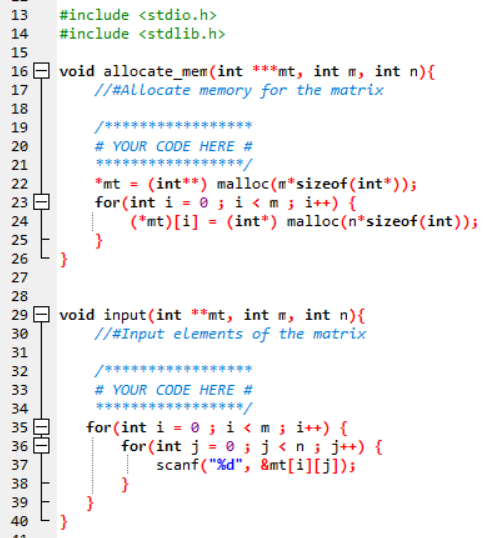 13 #include <stdio.h>
14 #include <stdlib.h>
15
16 void allocate_mem(int ***mt, int m, int n){
17 //#Allocate memory for the matrix
18
19 /*****************
20 # YOUR CODE HERE #
21 *****************/
22 *mt = (int**) malloc(m*sizeof(int*));
23 for(int i = 0 ; i < m ; i++) {
24 (*mt)[i] = (int*) malloc(n*sizeof(int));
25 }
26 }
27
28
29 void input(int **mt, int m, int n){
30 //#Input elements of the matrix
31
32 /*****************
33 # YOUR CODE HERE #
34 *****************/
35 for(int i = 0 ; i < m ; i++) {
36 for(int j = 0 ; j < n ; j++) {
37 scanf("%d", &mt[i][j]);
38 }
39 }
40 }